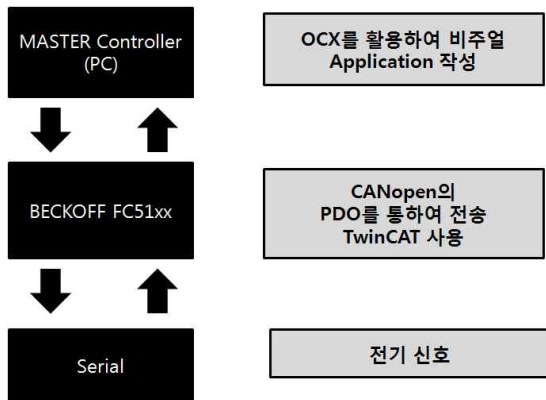 MASTER Controller
(PC)
OCX를 활용하여 비주얼
Application 작성
BECKOFF FC51xx
CANopen의
PDO를 통하여 전송
TwinCAT 사용
Serial
전기 신호